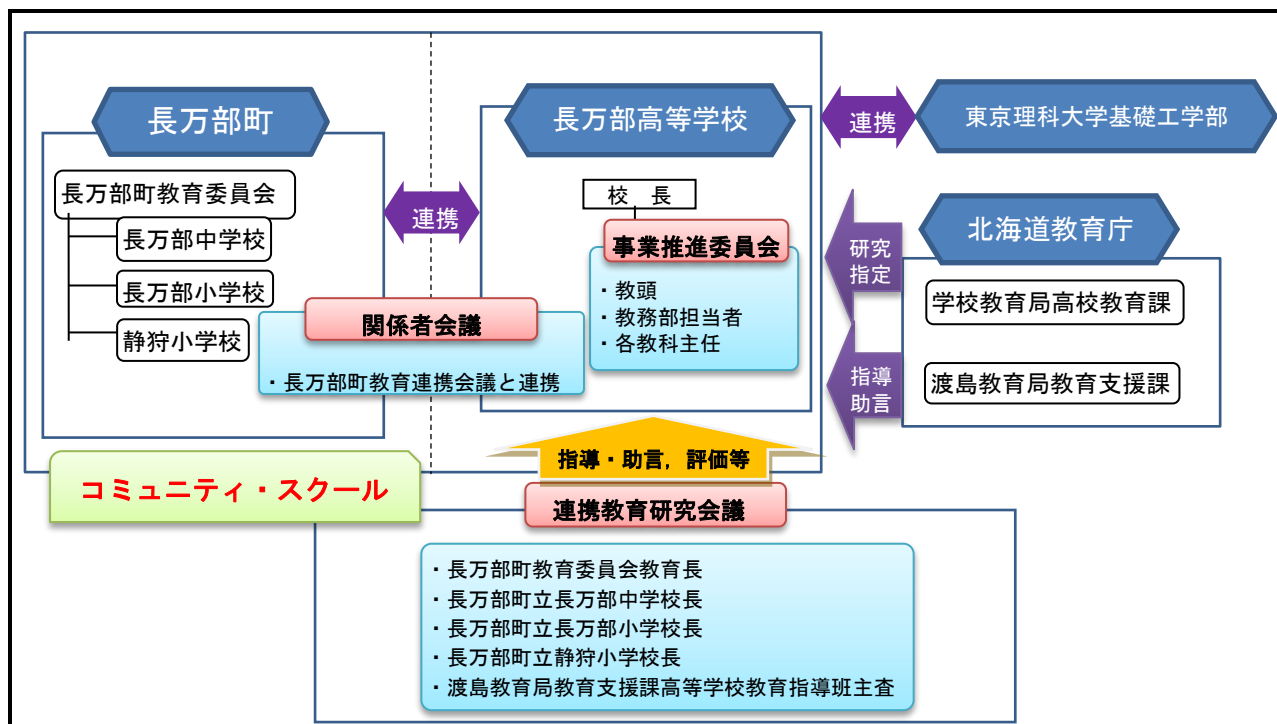 長万部町
長万部町教育委員会
長万部中学校
長万部小学校
静狩小学校
連携
長万部高等学校
校　長
事業推進委員会
・教頭
・教務部担当者
・各教科主任
関係者会議
・長万部町教育連携会議と連携
連携
東京理科大学基礎工学部
北海道教育庁
学校教育局高校教育課
渡島教育局教育支援課
研究
指定
指導
助言
コミュニティ・スクール
指導・助言，評価等
連携教育研究会議
・長万部町教育委員会教育長
・長万部町立長万部中学校長
・長万部町立長万部小学校長
・長万部町立静狩小学校長
・渡島教育局教育支援課高等学校教育指導班主査